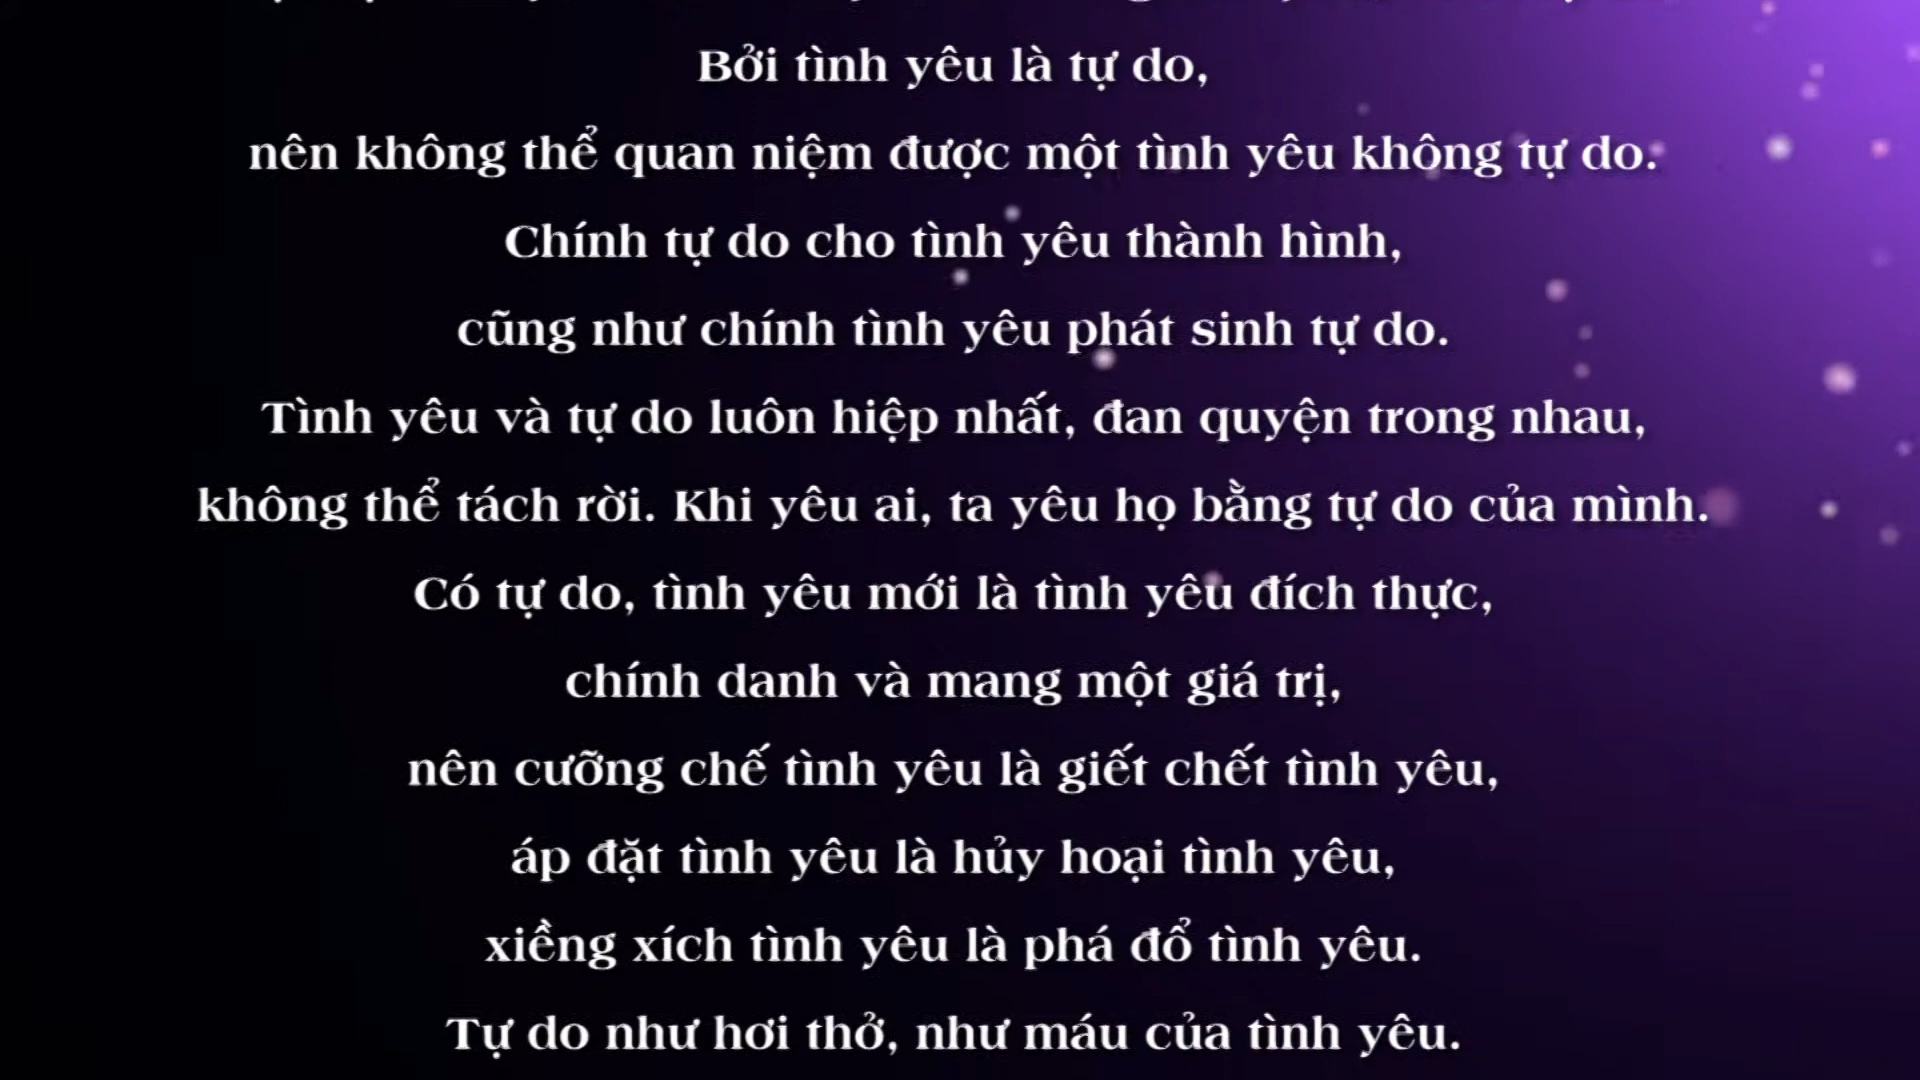 Bởi tình yêu là tự do,
nên không thể quan niệm được một tình yêu không tự do.
Chính tự do cho tình yêu thành hình,
cũng như chính tình yêu phát sinh tự do.
Tình yêu và tự do luôn hiệp nhất, đan quyện trong nhau,
không thể tách rời. Khi yêu ai, ta yêu họ bằng tự do của mình.
Có tự do, tình yêu mới là tình yêu đích thực,
chính danh và mang một giá trị,
nên cưỡng chế tình yêu là giết chết tình yêu,
áp đặt tình yêu là hủy hoại tình yêu,
xiềng xích tình yêu là phá đổ tình yêu.
Tự do như hơi thở, như máu của tình yêu.